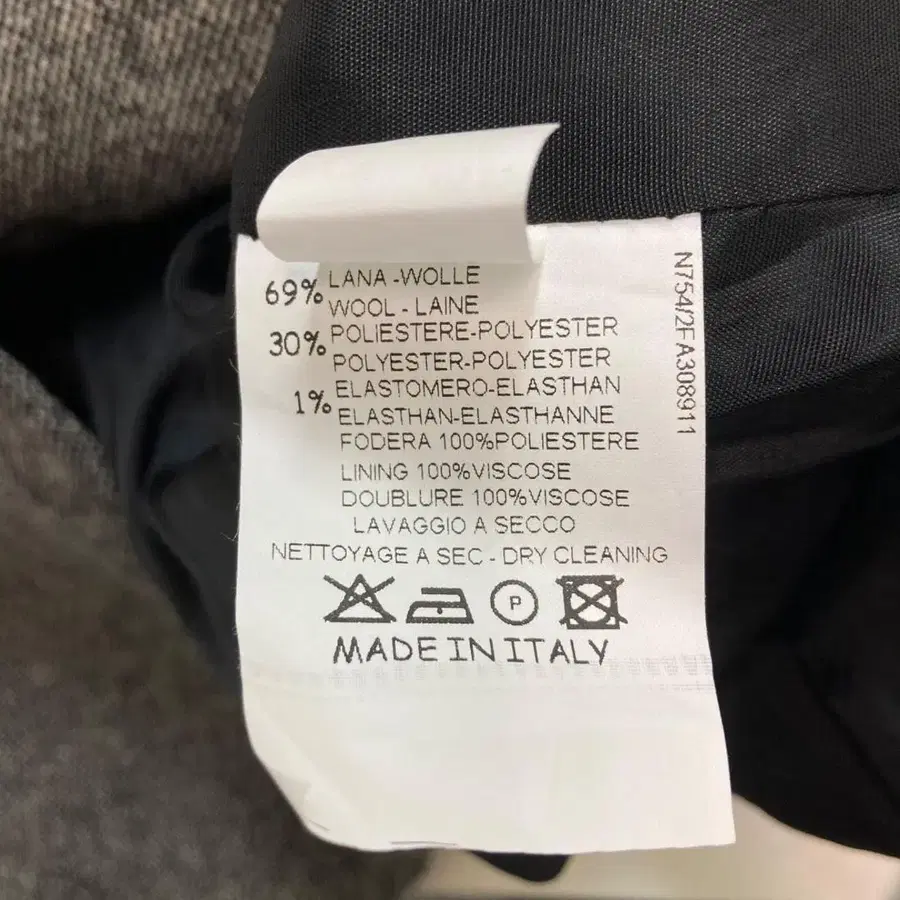 69% LANA-WOLLE
WOOL-LAINE
30% POLIESTERE-POLYESTER
POLYESTER-POLYESTER
1% ELASTOMERO-ELASTHAN
ELASTHAN-ELASTHANNE
FODERA 100%POLIESTERE
LINING 100%VISCOSE
DOUBLURE 100%VISCOSE
LAVAGGIO A SECCO
NETTOYAGE A SEC - DRY CLEANING
P
MADE IN ITALY
N754/2FA308911